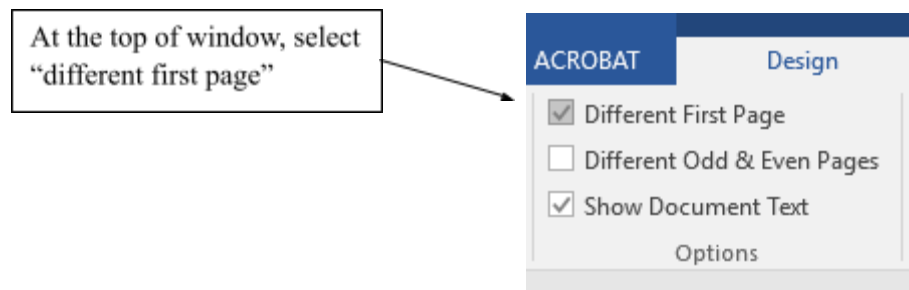 At the top of window, select
“different first page”
ACROBAT
Design
Different First Page
Different Odd & Even Pages
Show Document Text
Options